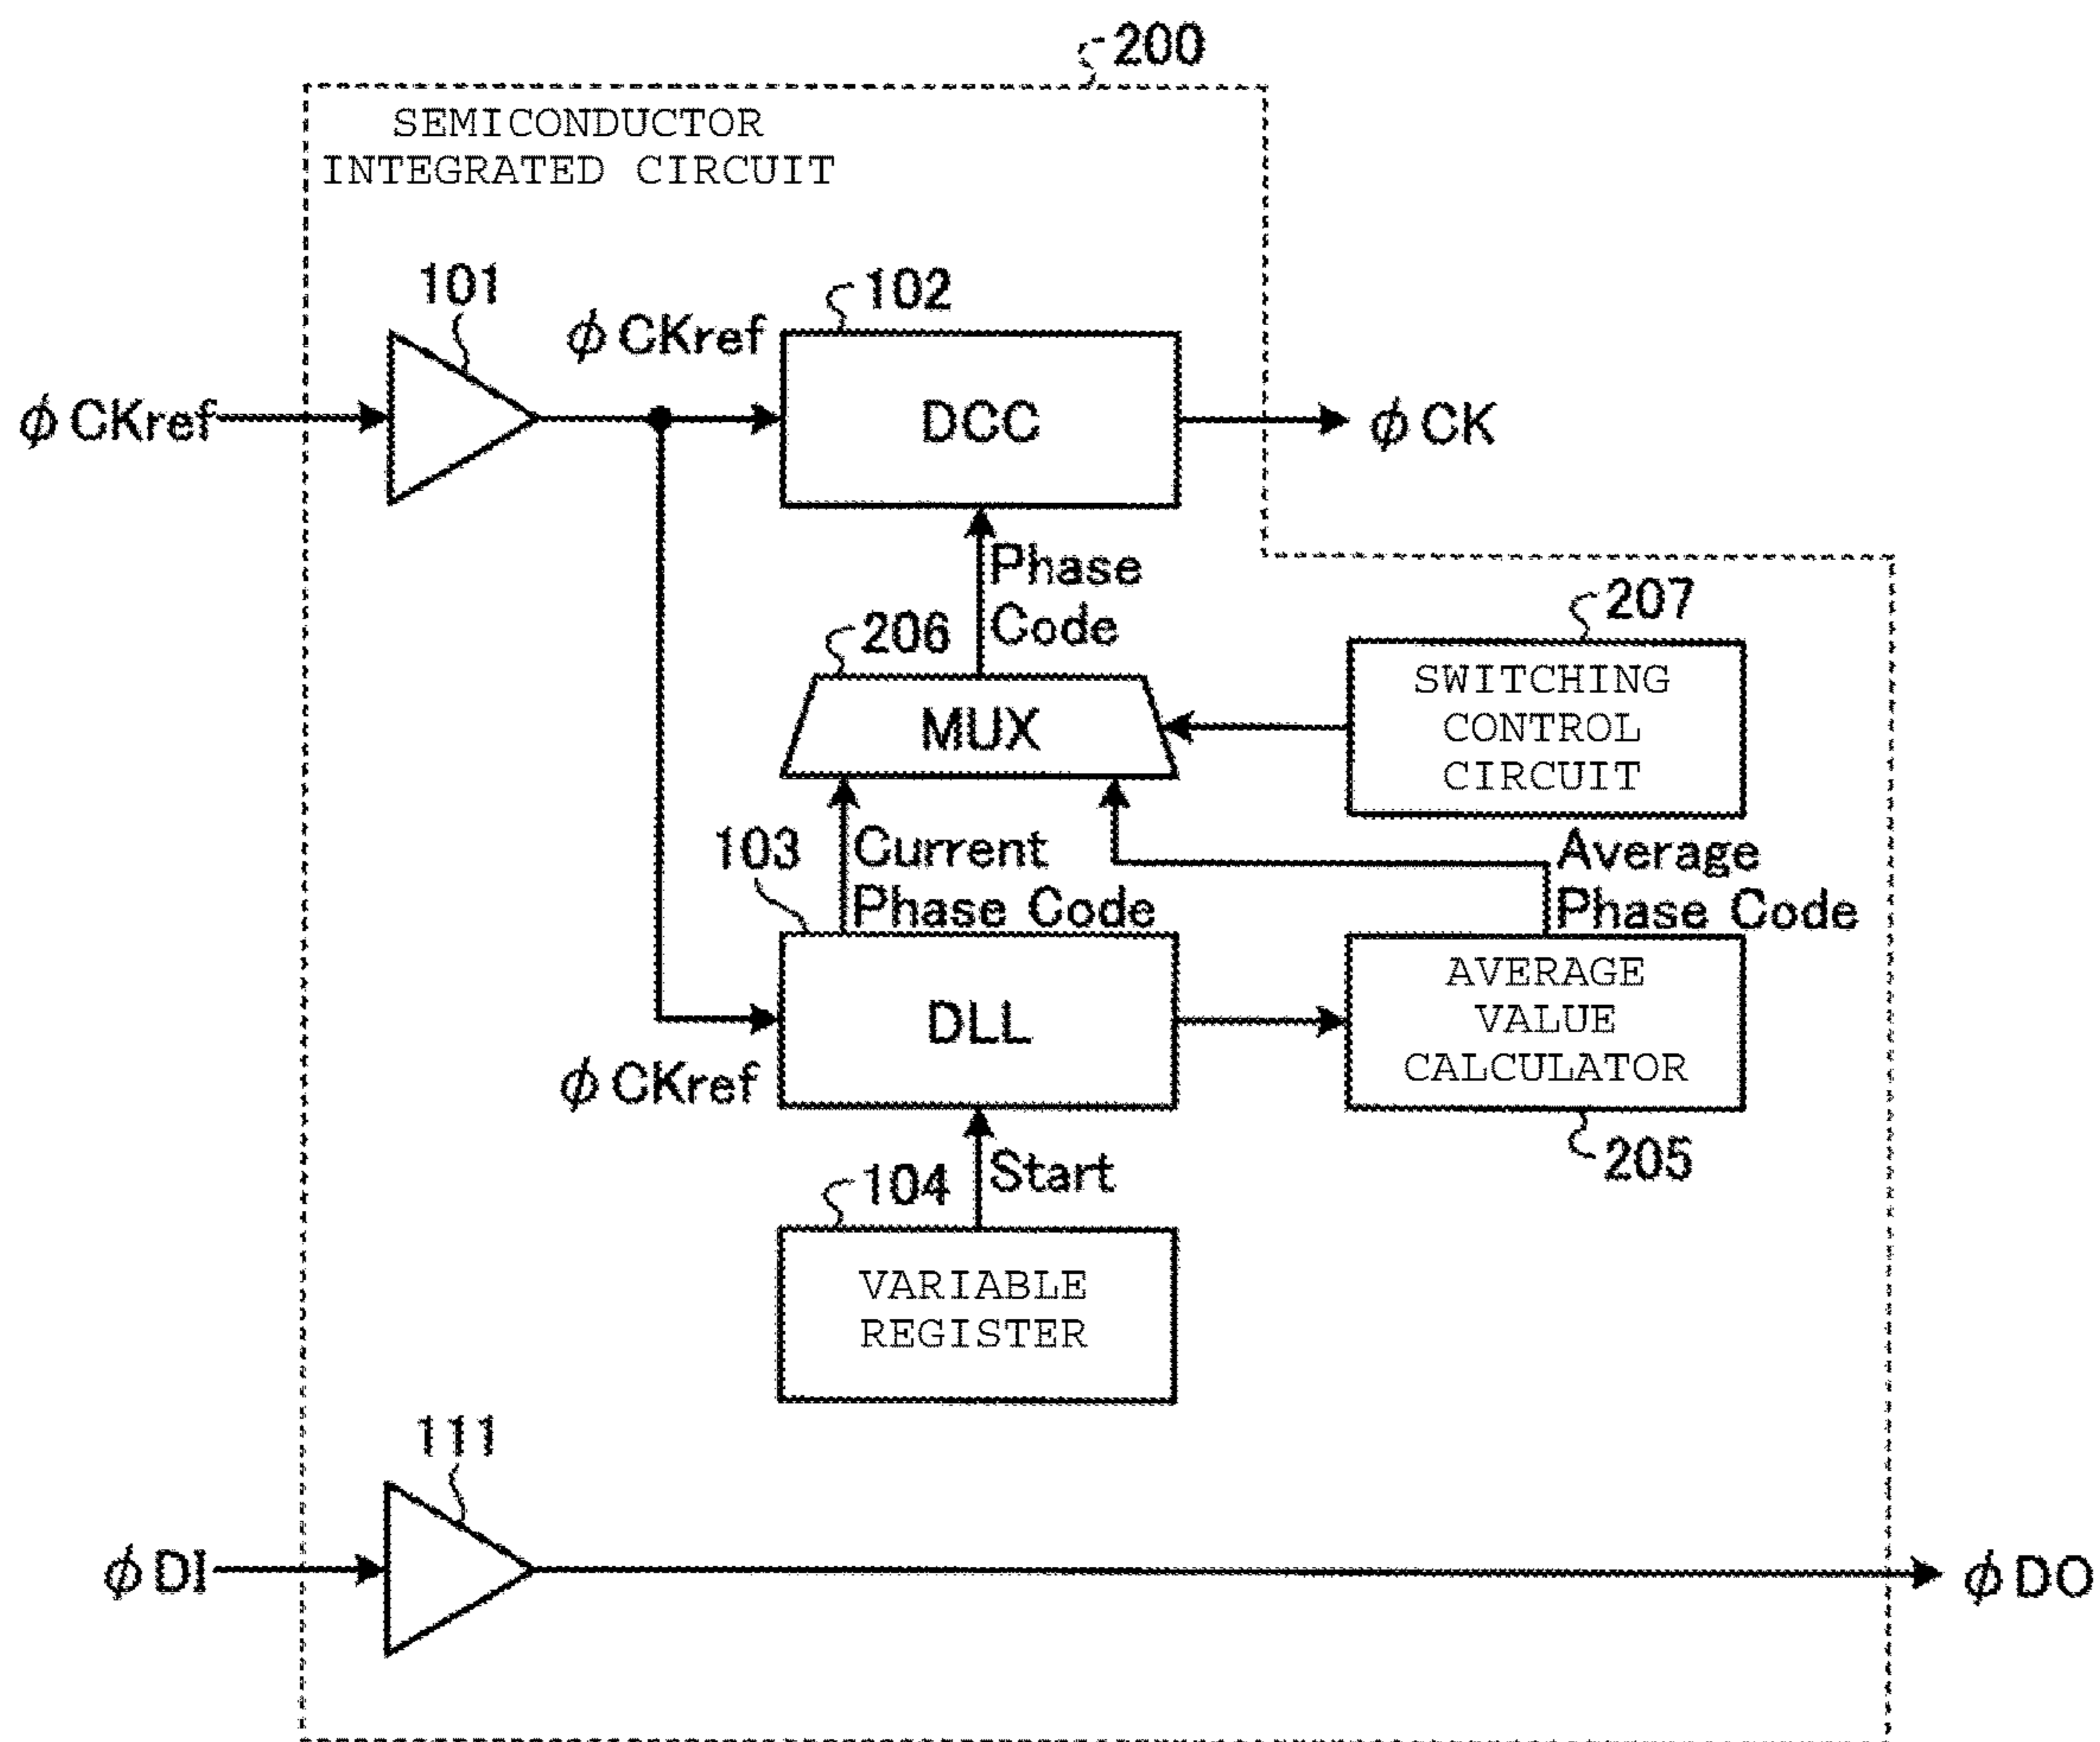 200
SEMICONDUCTOR
INTEGRATED CIRCUIT
101
102
φCKref
φCKref
DCC
φCK
Phase
Code
206
207
MUX
SWITCHING
CONTROL
CIRCUIT
103
Current
Phase Code
Average
Phase Code
DLL
AVERAGE
VALUE
CALCULATOR
φCKref
205
104
Start
VARIABLE
REGISTER
111
φDI
φDO